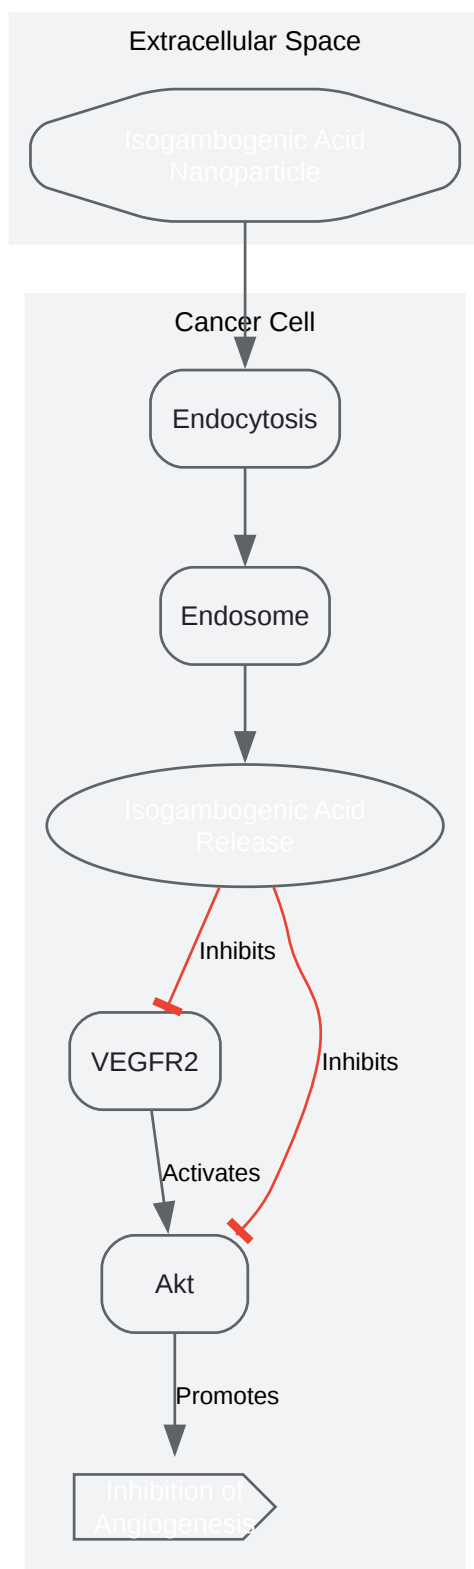 Extracellular Space
Isogambogenic Acid
Nanoparticle
Cancer Cell
Endocytosis
Endosome
Isogambogenic Acid
Release
Inhibits
VEGFR2
Inhibits
Activates
Akt
Promotes
Inhibition of
Angiogenesis